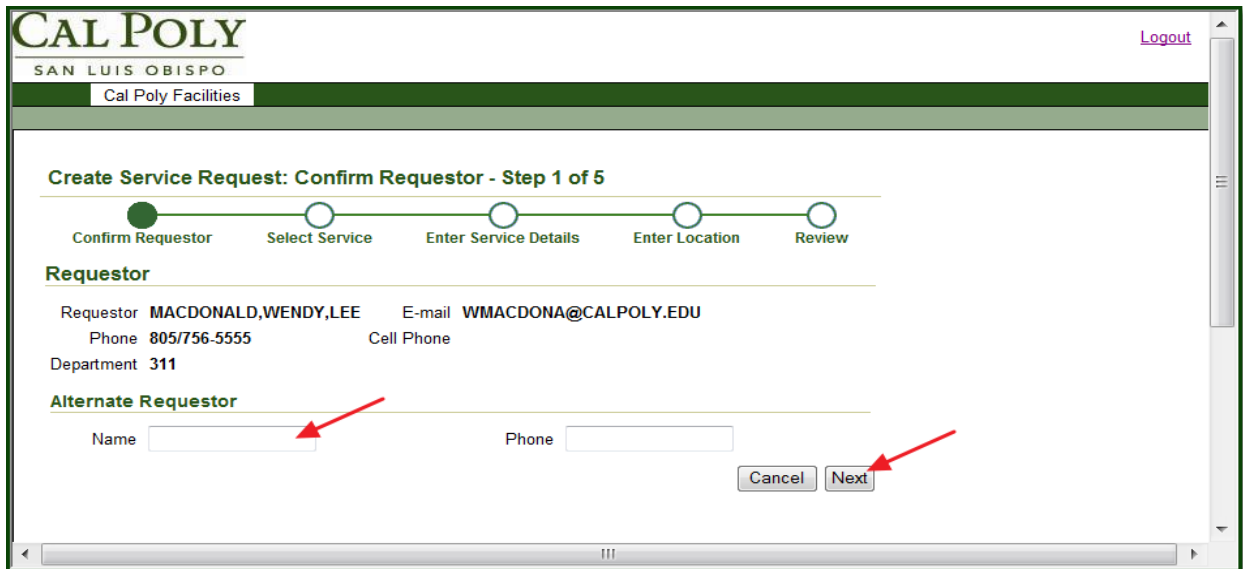 CAL POLY
SAN LUIS OBISPO
Logout
Cal Poly Facilities
Create Service Request: Confirm Requestor - Step 1 of 5
Confirm Requestor Select Service Enter Service Details Enter Location Review
Requestor
Requestor MACDONALD,WENDY,LEE E-mail WMACDONA@CALPOLY.EDU
Phone 805/756-5555 Cell Phone
Department 311
Alternate Requestor
Name Phone
Cancel Next